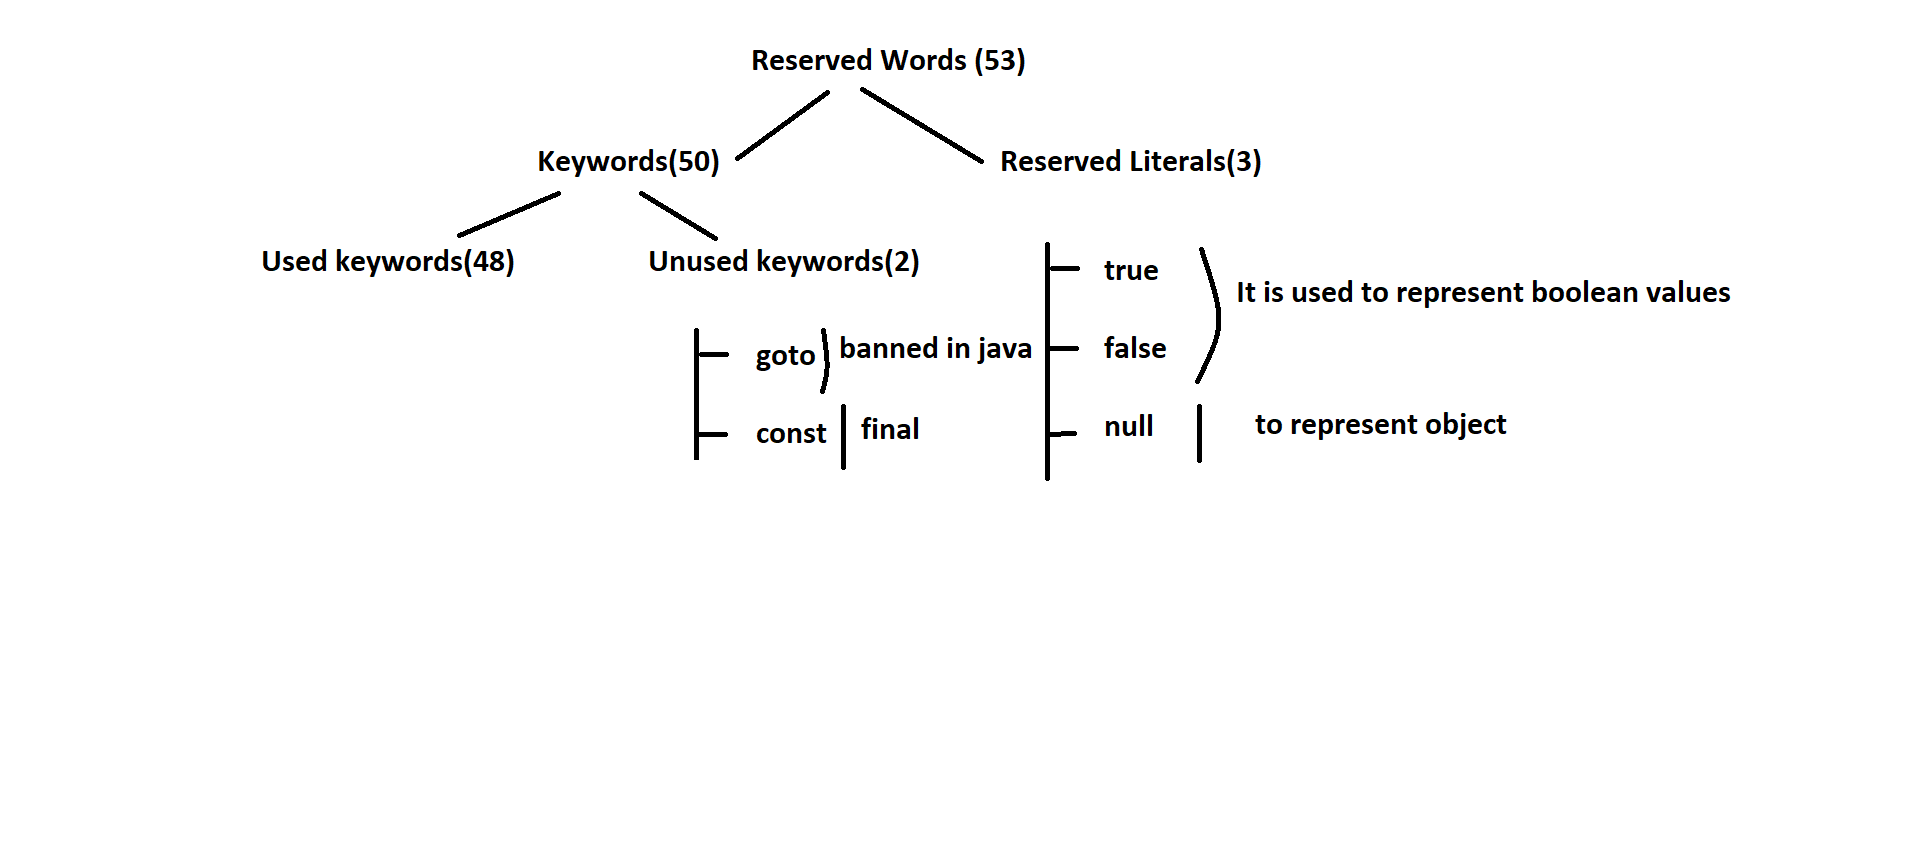 Reserved Words (53)
Keywords(50)
Reserved Literals(3)
Used keywords(48)
Unused keywords(2)
goto
banned in java
const
final
true
false
It is used to represent boolean values
null
to represent object